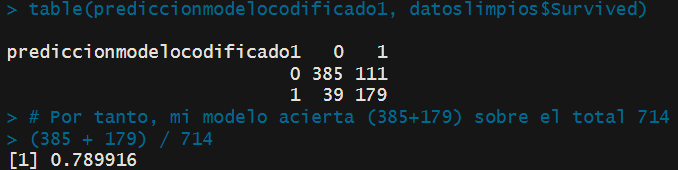 > table(prediccionmodelocodificado1, datoslimpios$Survived)
prediccionmodelocodificado1   0   1
                          0 385 111
                          1  39 179
> # Por tanto, mi modelo acierta (385+179) sobre el total 714
> (385 + 179) / 714
[1] 0.789916